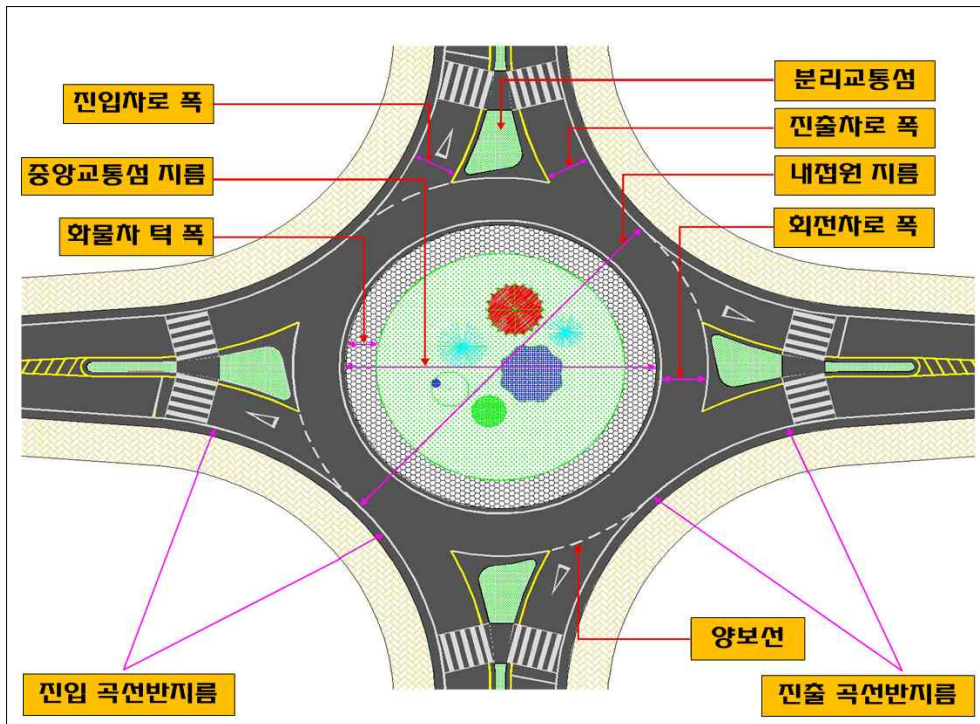 진입차로 폭
중앙교통섬 지름
화물차 턱 폭
분리교통섬
진출차로 폭
내접원 지름
회전차로 폭
양보선
진입 곡선반지름
진출 곡선반지름